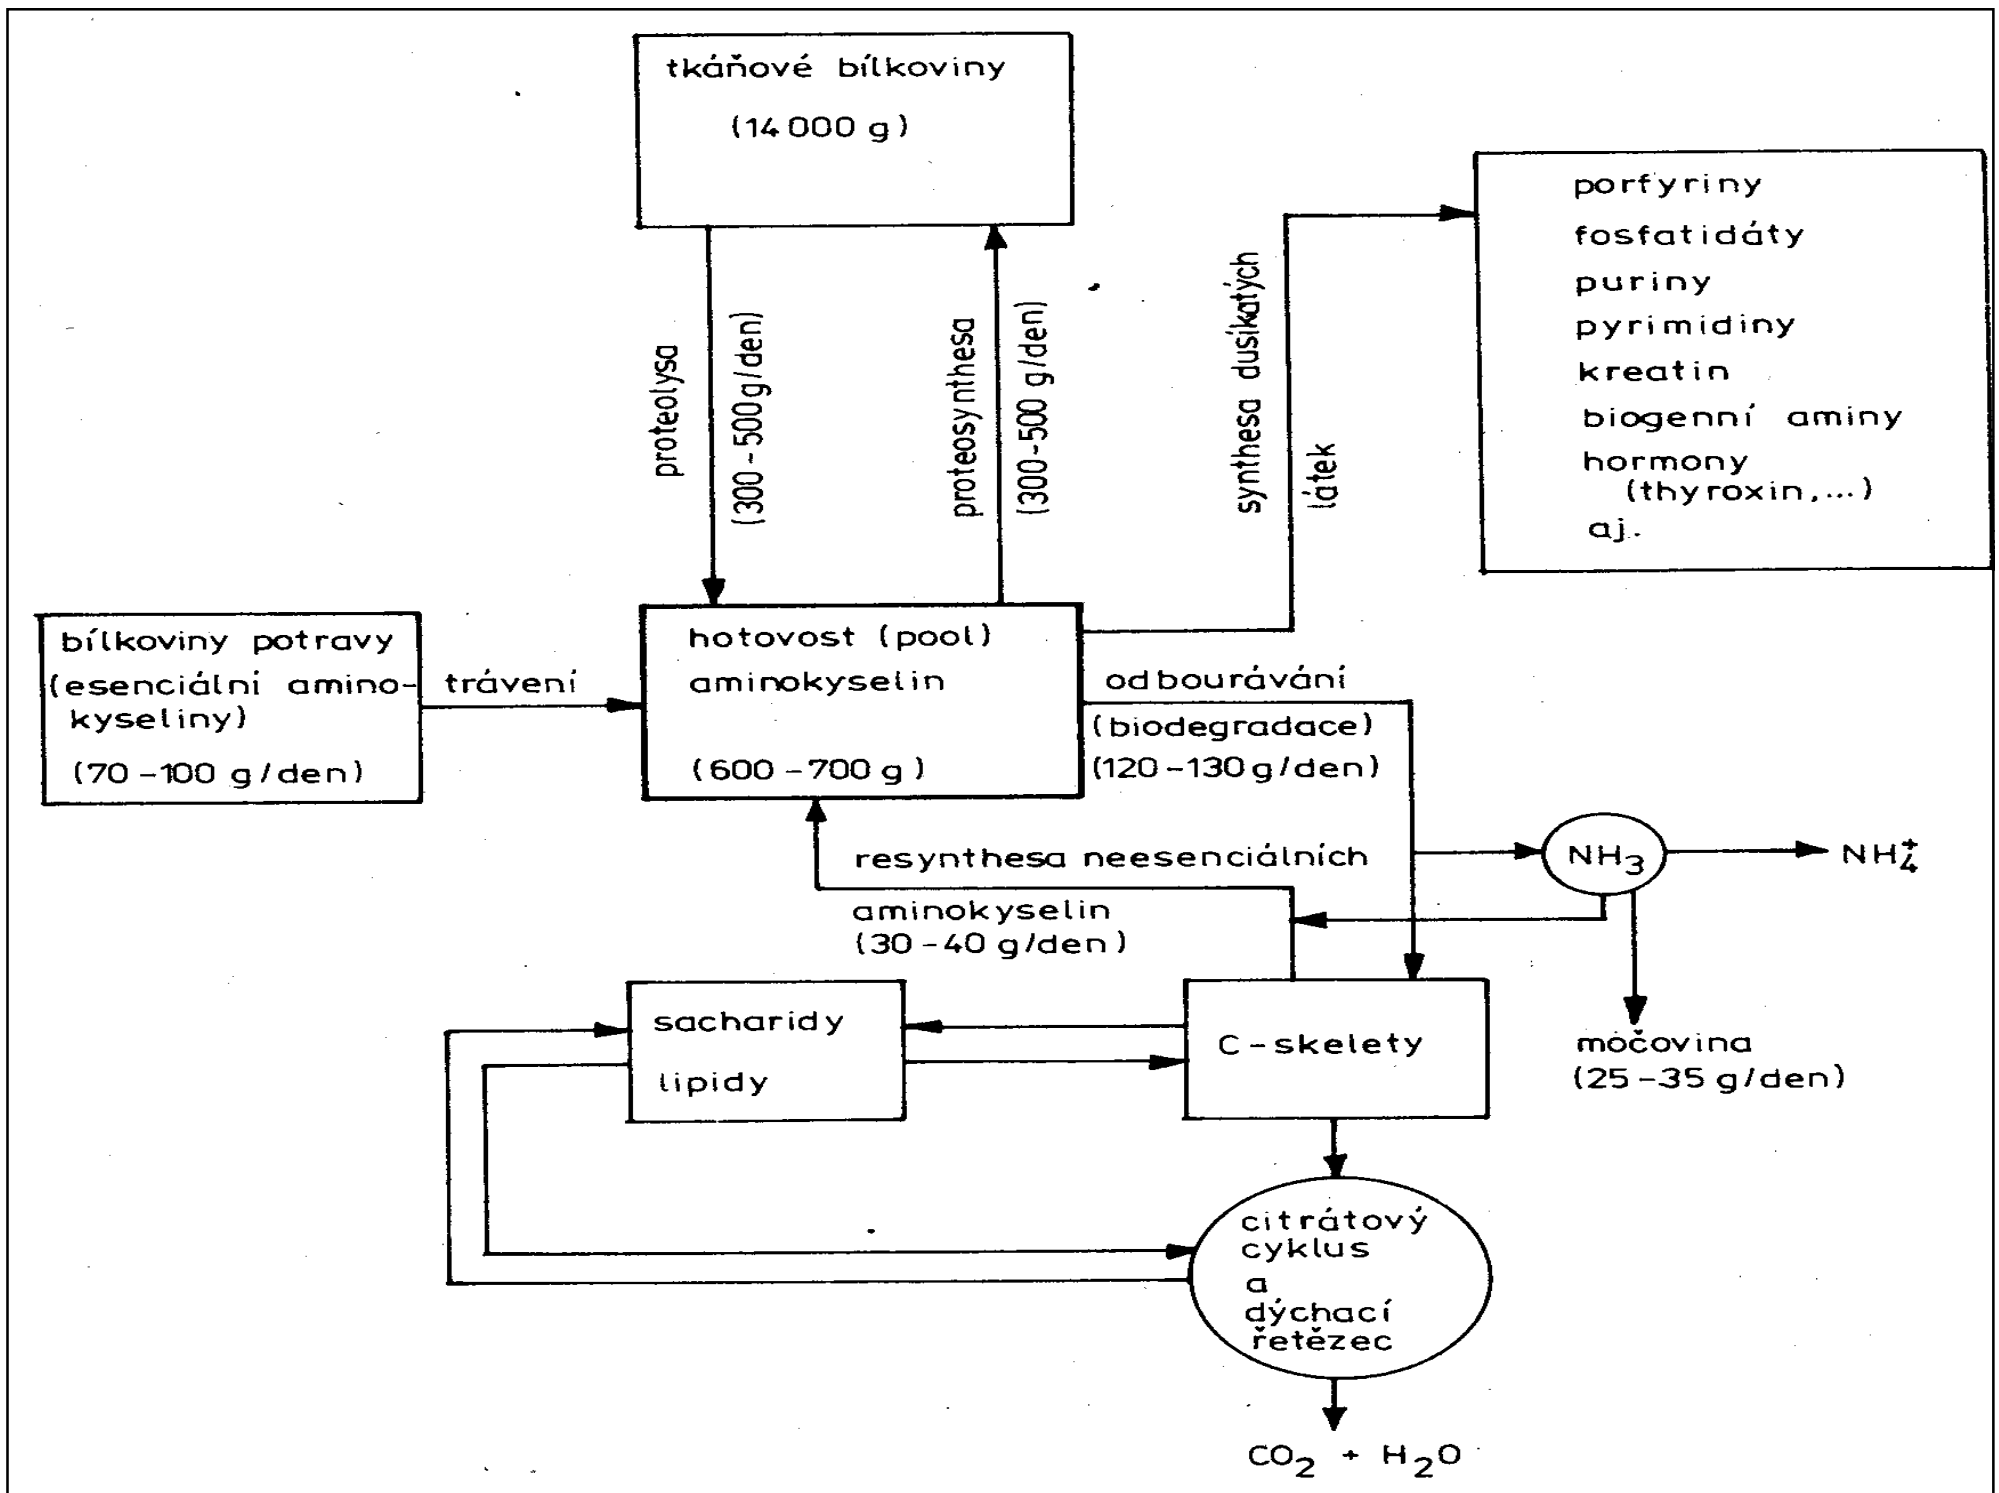 tkáňové bílkoviny
(14 000 g)
porfyriny
fosfatidáty
puriny
pyrimidiny
kreatin
biogenní aminy
hormony
(thyroxin,...)
aj.
proteolysa
(300-500g/den)
proteosynthesa
(300-500 g/den)
synthesa dusíkatých
látek
bílkoviny potravy
(esenciální amino-
kyseliny)
(70-100 g/den)
trávení
hotovost (pool)
aminokyselin
(600-700 g)
odbourávání
(biodegradace)
(120-130g/den)
resynthesa neesenciálních
aminokyselin
(30-40 g/den)
NH3
NH4+
močovina
(25-35 g/den)
sacharidy
lipidy
C-skelety
citrátový
cyklus
a
dýchací
řetězec
CO2 + H2O